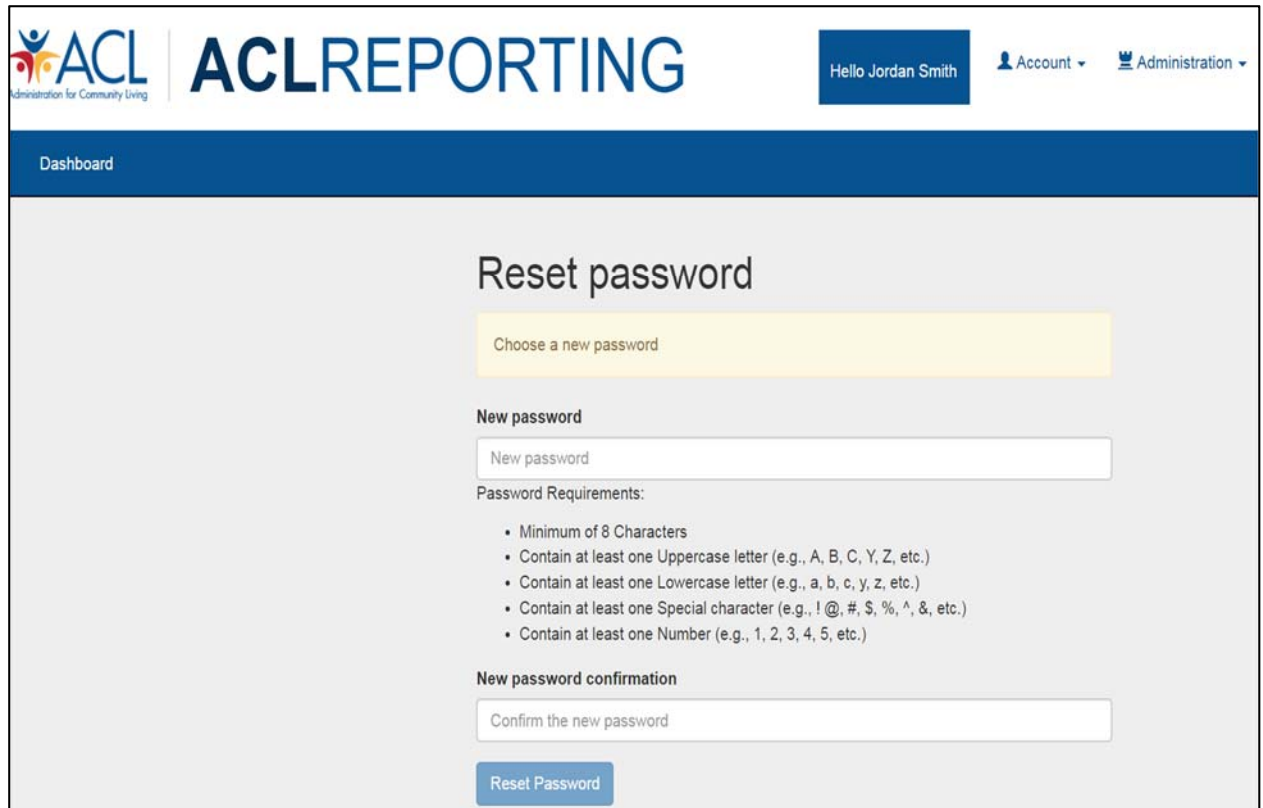 ACL
Administration for Community Living
ACLREPORTING
Hello Jordan Smith
Account
Administration
Dashboard
Reset password
Choose a new password
New password
New password
Password Requirements:
• Minimum of 8 Characters
• Contain at least one Uppercase letter (e.g., A, B, C, Y, Z, etc.)
• Contain at least one Lowercase letter (e.g., a, b, c, y, z, etc.)
• Contain at least one Special character (e.g., ! @, #, $, %, ^, &, etc.)
• Contain at least one Number (e.g., 1, 2, 3, 4, 5, etc.)
New password confirmation
Confirm the new password
Reset Password